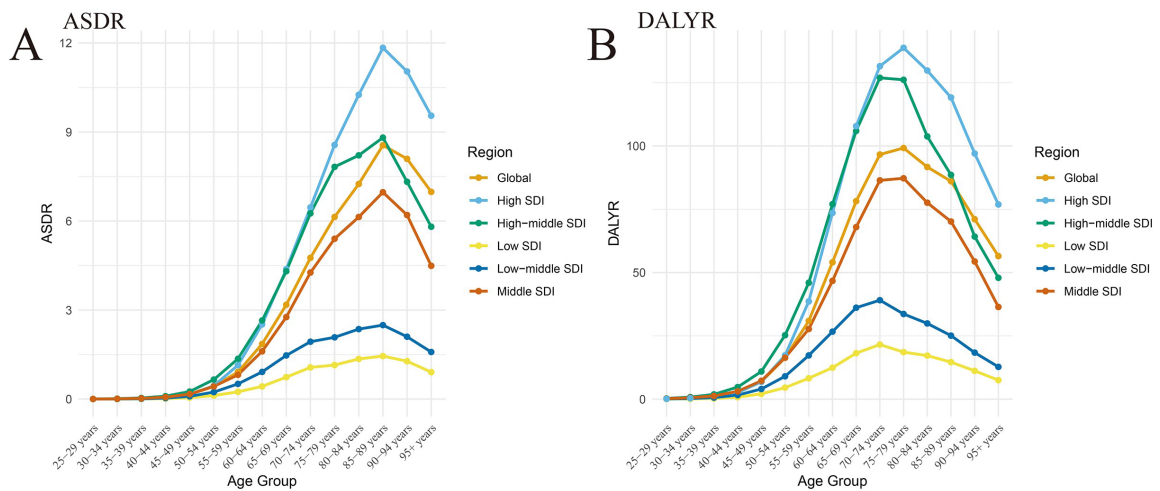 A
ASDR
12
9
6
3
0
ASDR
25−29 years
30−34 years
35−39 years
40−44 years
45−49 years
50−54 years
55−59 years
60−64 years
65−69 years
70−74 years
75−79 years
80−84 years
85−89 years
90−94 years
95+ years
Age Group
Region
Global
High SDI
High−middle SDI
Low SDI
Low−middle SDI
Middle SDI
B
DALYR
100
50
0
DALYR
25−29 years
30−34 years
35−39 years
40−44 years
45−49 years
50−54 years
55−59 years
60−64 years
65−69 years
70−74 years
75−79 years
80−84 years
85−89 years
90−94 years
95+ years
Age Group
Region
Global
High SDI
High−middle SDI
Low SDI
Low−middle SDI
Middle SDI